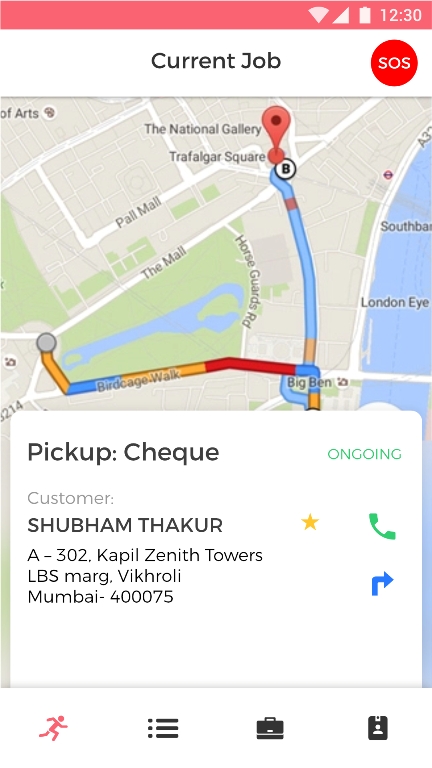 12:30
Current Job
SOS
of Arts
The National Gallery
Trafalgar Square
B
A3
Pall Mall
The Mall
Horse Guards Rd
Southbar
London Eye
Birdcage Walk
Big Ben
3214
Pickup: Cheque
ONGOING
Customer:
SHUBHAM THAKUR
A – 302, Kapil Zenith Towers
LBS marg, Vikhroli
Mumbai- 400075